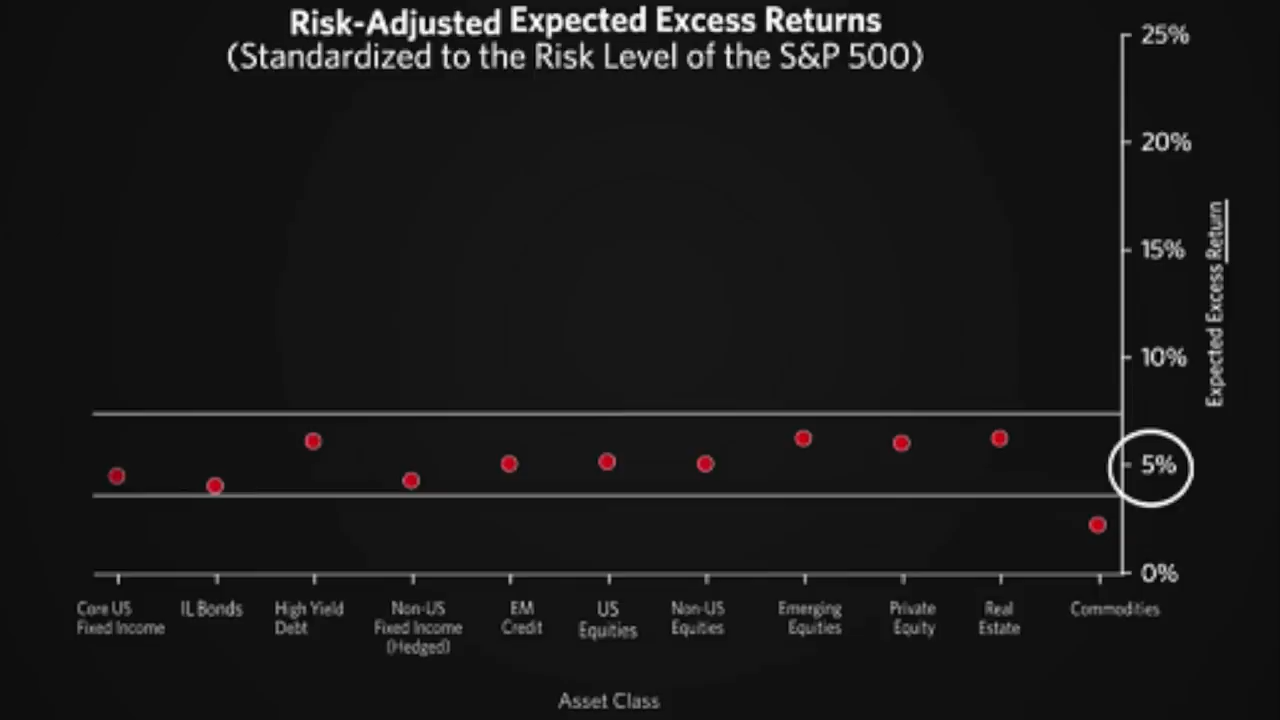 Risk-Adjusted Expected Excess Returns
(Standardized to the Risk Level of the S&P 500)
25%
20%
15%
10%
5%
0%
Expected Excess Return
Core US
Fixed Income
IL Bonds
High Yield
Debt
Non-US
Fixed Income
(Hedged)
EM
Credit
US
Equities
Non-US
Equities
Emerging
Equities
Private
Equity
Real
Estate
Commodities
Asset Class